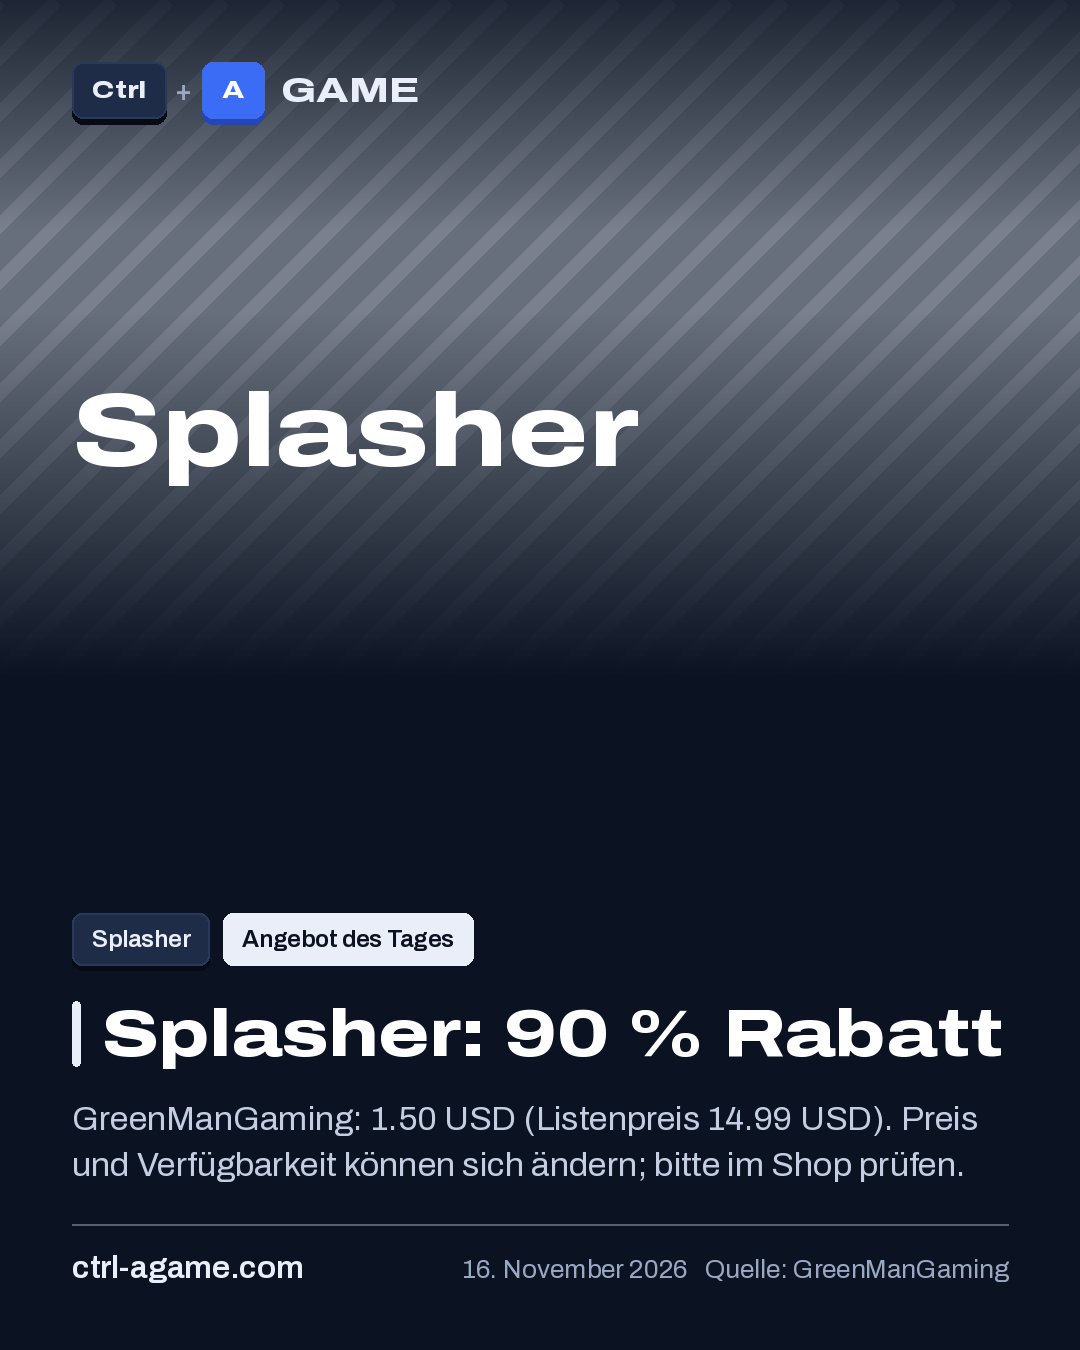 Ctrl + A GAME
Splasher
Splasher Angebot des Tages
Splasher: 90 % Rabatt
GreenManGaming: 1.50 USD (Listenpreis 14.99 USD). Preis
und Verfügbarkeit können sich ändern; bitte im Shop prüfen.
ctrl-agame.com 16. November 2026 Quelle: GreenManGaming